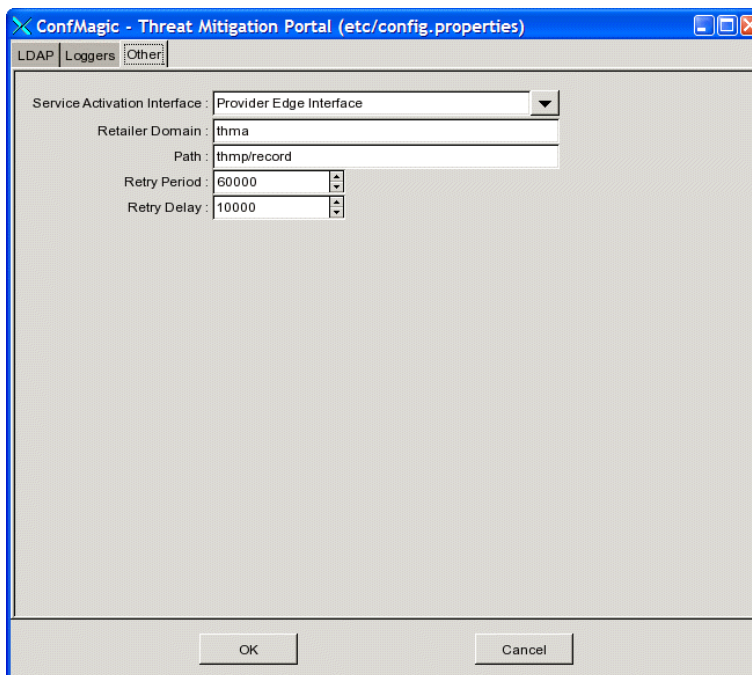 ConfMagic - Threat Mitigation Portal (etc/config.properties)
LDAP Loggers Other
Service Activation Interface : Provider Edge Interface
Retailer Domain : thma
Path : thmp/record
Retry Period : 60000
Retry Delay : 10000
OK Cancel